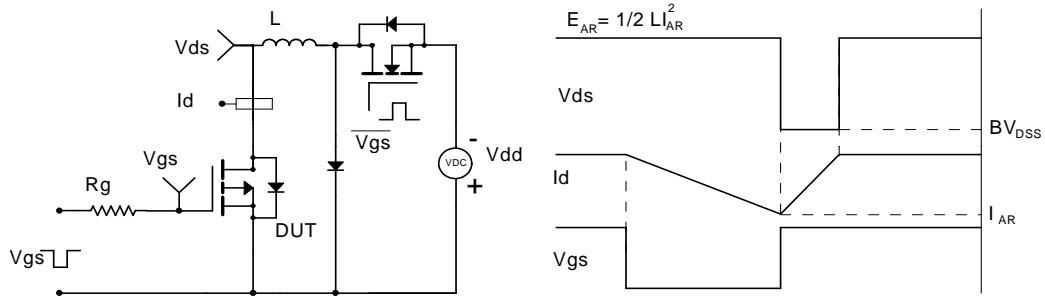 L
Vds
Id
Vgs
Vgs
Rg
DUT
Vgs
VDC
-
+
Vdd
E_AR = 1/2 LI_AR^2
Vds
BV_DSS
Id
I_AR
Vgs